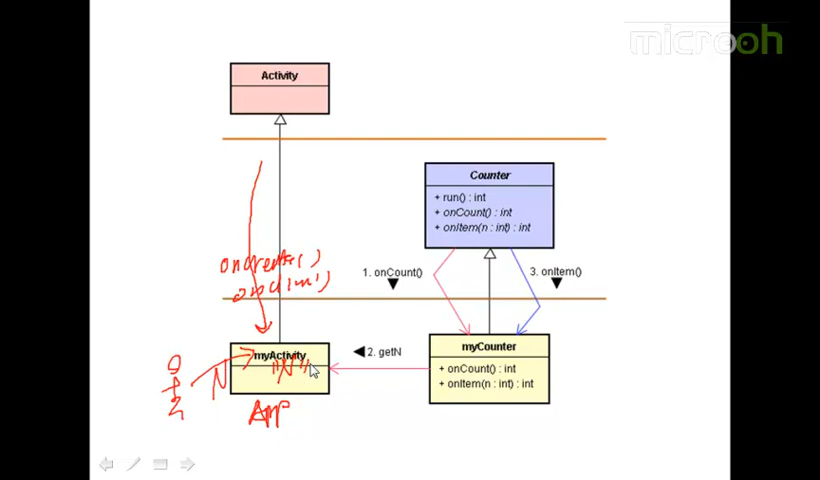 microoh
Activity
Counter
+ run() : int
+ onCount() : int
+ onItem(n : int) : int
onCreate()
1. onCount()
3. onItem()
myActivity
"N"
N
2. getN
myCounter
+ onCount() : int
+ onItem(n : int) : int
APP